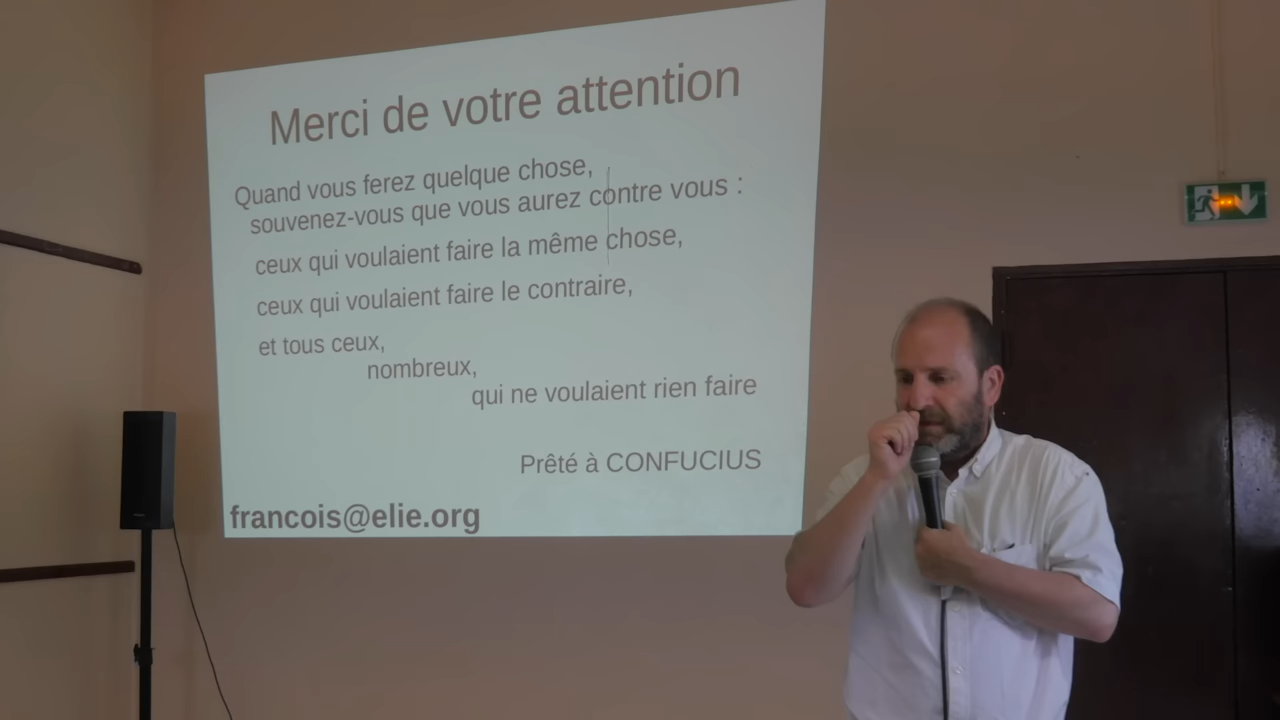 Merci de votre attention
Quand vous ferez quelque chose,
souvenez-vous que vous aurez contre vous :
ceux qui voulaient faire la même chose,
ceux qui voulaient faire le contraire,
et tous ceux,
nombreux,
qui ne voulaient rien faire
Prêté à CONFUCIUS
francois@elie.org